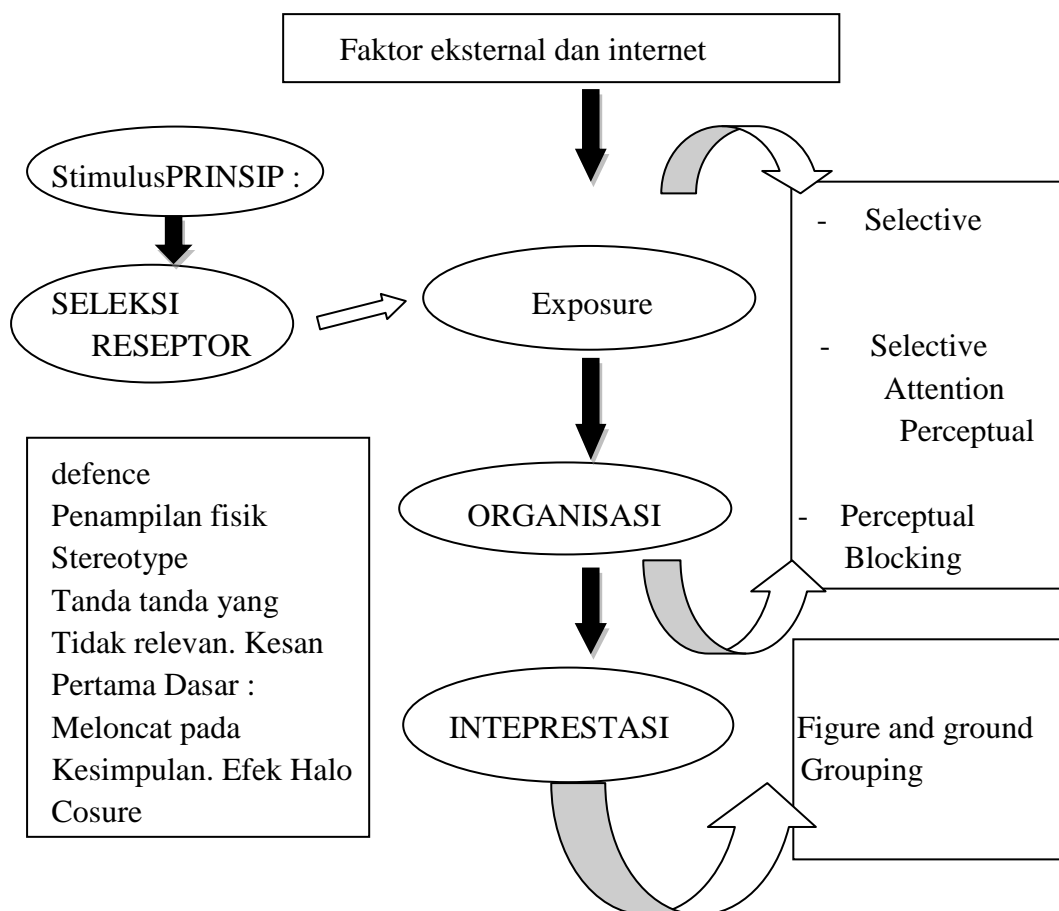 Faktor eksternal dan internet
StimulusPRINSIP :
SELEKSI
RESEPTOR
Exposure
- Selective
- Selective
Attention
Perceptual
- Perceptual
Blocking
defence
Penampilan fisik
Stereotype
Tanda tanda yang
Tidak relevan. Kesan
Pertama Dasar :
Meloncat pada
Kesimpulan. Efek Halo
Cosure
ORGANISASI
INTEPRESTASI
Figure and ground
Grouping